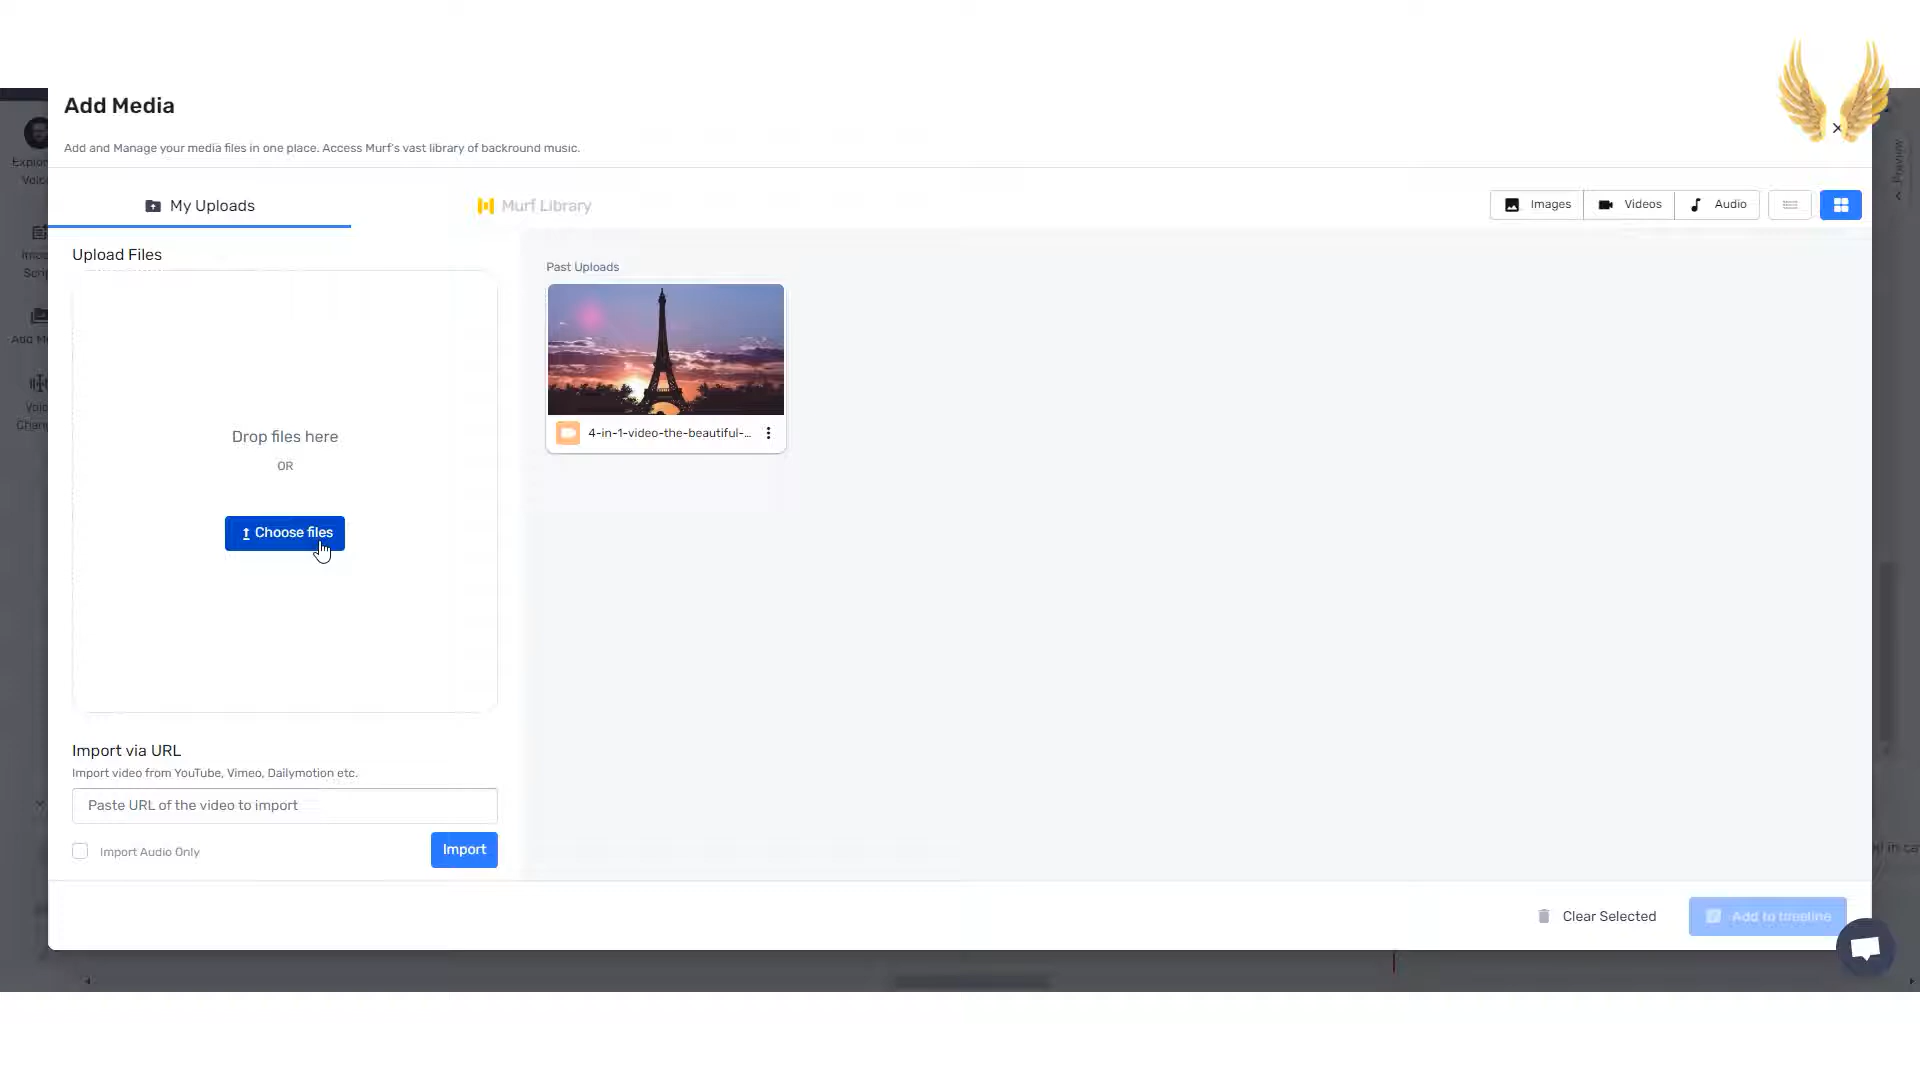 Add Media
Add and Manage your media files in one place. Access Murf's vast library of backround music.
My Uploads
Murf Library
Images
Videos
Audio
Upload Files
Past Uploads
4-in-1-video-the-beautiful-...
Drop files here
OR
Choose files
Import via URL
Import video from YouTube, Vimeo, Dailymotion etc.
Paste URL of the video to import
Import Audio Only
Import
Clear Selected
Add to timeline
Preview